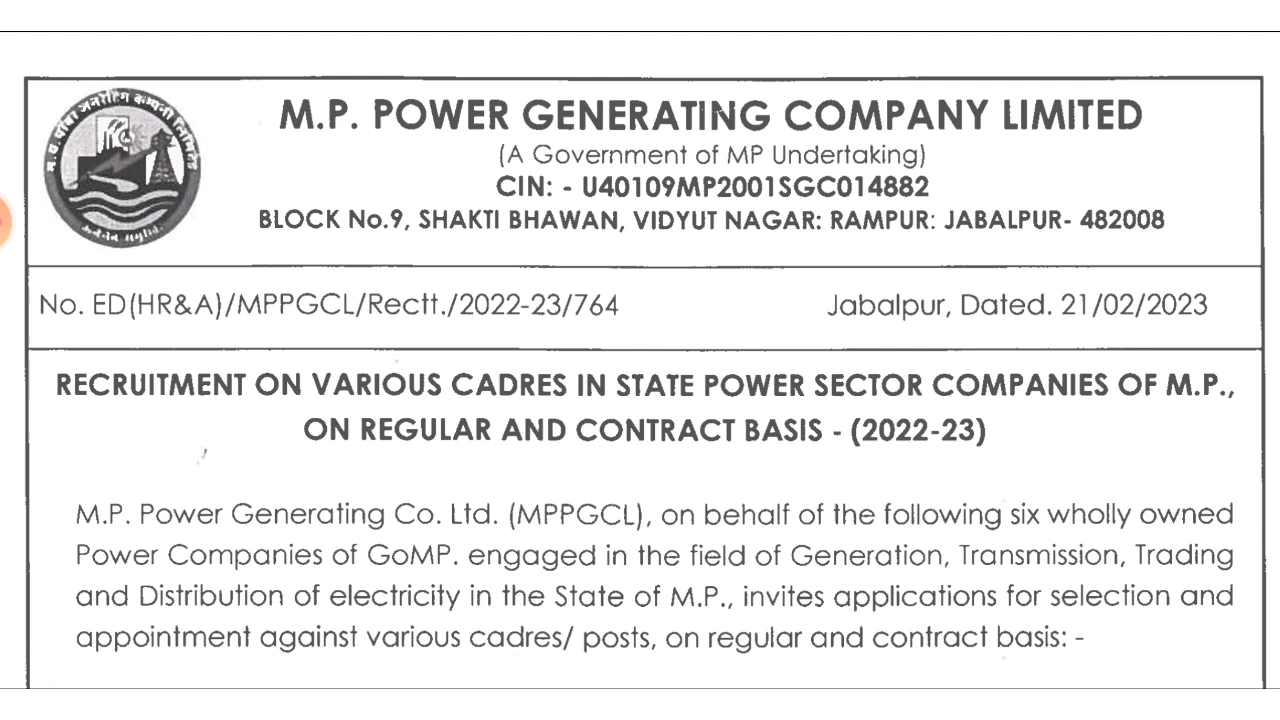 म.प्र. पॉवर जनरेटिंग कम्पनी लिमिटेड
M.P. POWER GENERATING COMPANY LIMITED
(A Government of MP Undertaking)
CIN: - U40109MP2001SGC014882
BLOCK No.9, SHAKTI BHAWAN, VIDYUT NAGAR: RAMPUR: JABALPUR- 482008
No. ED(HR&A)/MPPGCL/Rectt./2022-23/764 Jabalpur, Dated. 21/02/2023
RECRUITMENT ON VARIOUS CADRES IN STATE POWER SECTOR COMPANIES OF M.P.,
ON REGULAR AND CONTRACT BASIS - (2022-23)
M.P. Power Generating Co. Ltd. (MPPGCL), on behalf of the following six wholly owned
Power Companies of GoMP. engaged in the field of Generation, Transmission, Trading
and Distribution of electricity in the State of M.P., invites applications for selection and
appointment against various cadres/ posts, on regular and contract basis: -